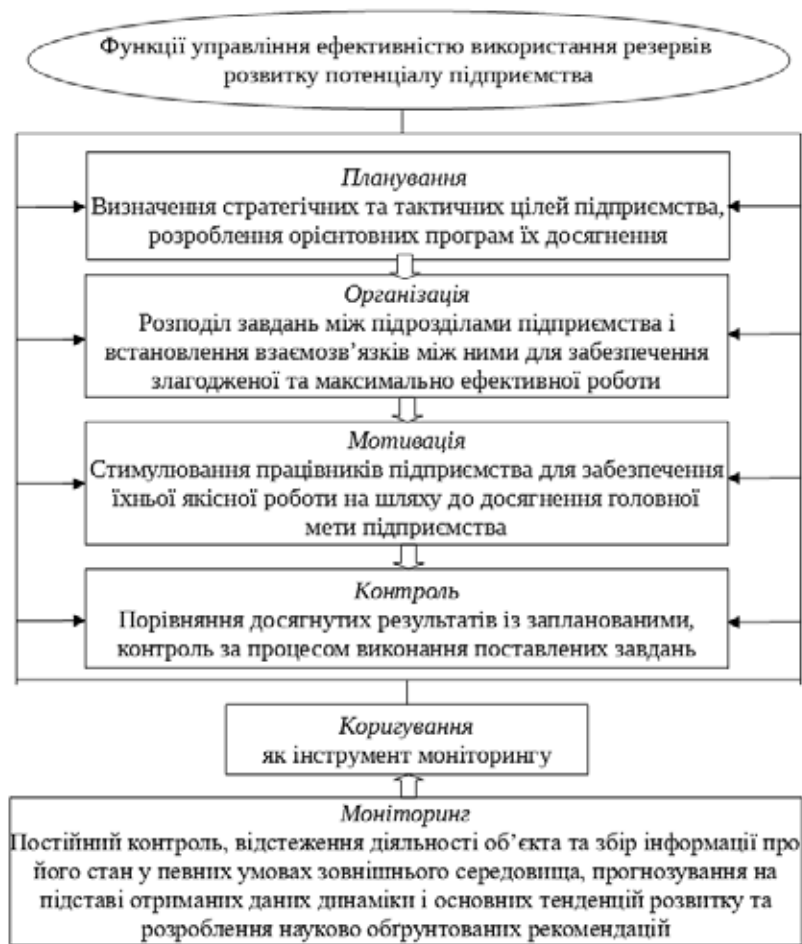 Функції управління ефективністю використання резервів
розвитку потенціалу підприємства
Планування
Визначення стратегічних та тактичних цілей підприємства,
розроблення орієнтовних програм їх досягнення
Організація
Розподіл завдань між підрозділами підприємства і
встановлення взаємозв’язків між ними для забезпечення
злагодженої та максимально ефективної роботи
Мотивація
Стимулювання працівників підприємства для забезпечення
їхньої якісної роботи на шляху до досягнення головної
мети підприємства
Контроль
Порівняння досягнутих результатів із запланованими,
контроль за процесом виконання поставлених завдань
Коригування
як інструмент моніторингу
Моніторинг
Постійний контроль, відстеження діяльності об’єкта та збір інформації про
його стан у певних умовах зовнішнього середовища, прогнозування на
підставі отриманих даних динаміки і основних тенденцій розвитку та
розроблення науково обґрунтованих рекомендацій